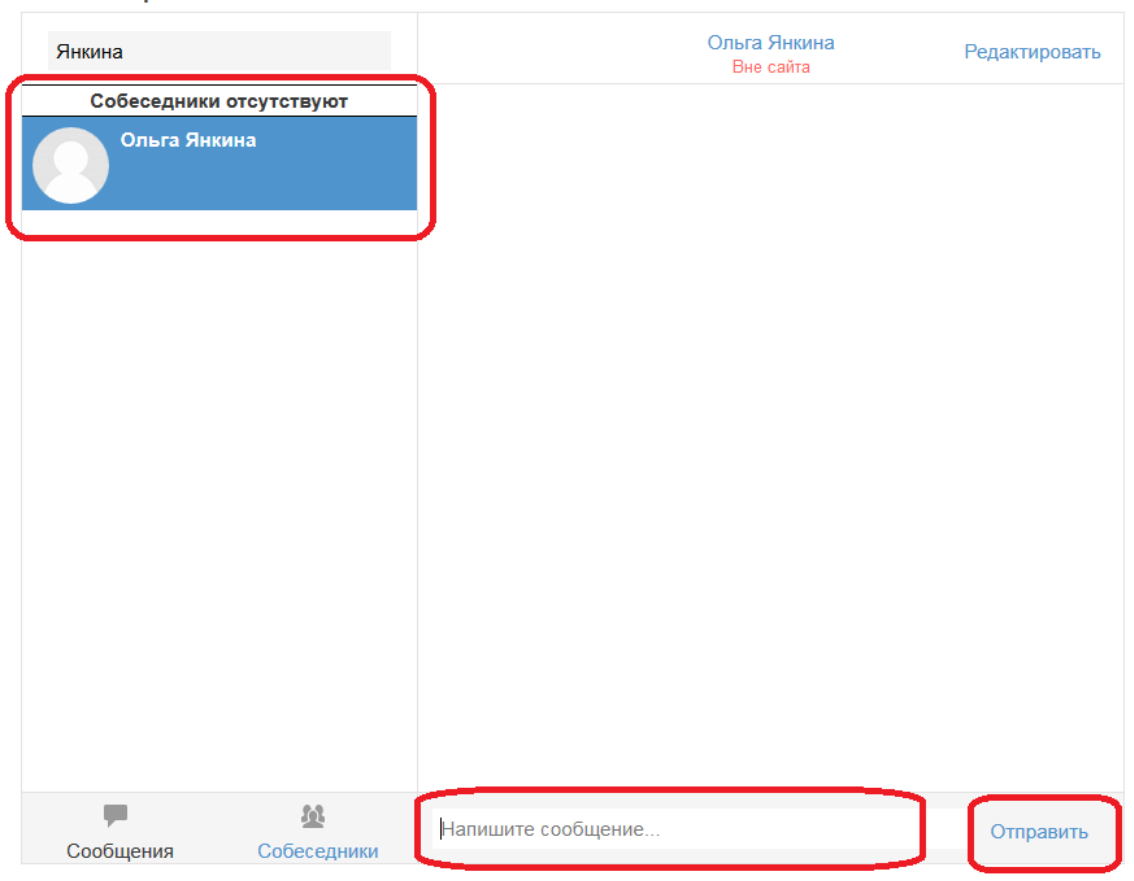 Янкина
Ольга Янкина
Вне сайта
Редактировать
Собеседники отсутствуют
Ольга Янкина
Напишите сообщение...
Отправить
Сообщения
Собеседники